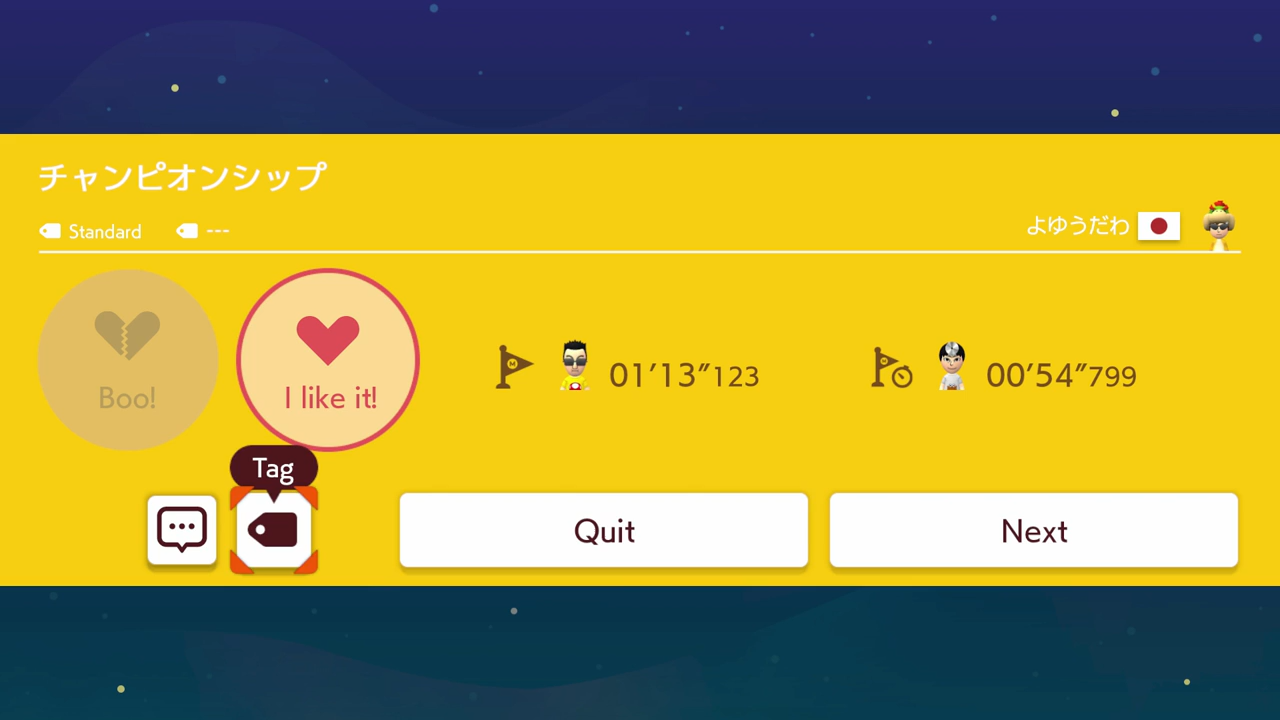 チャンピオンシップ
Standard
---
よゆうだわ
Boo!
I like it!
M
01'13"123
M
00'54"799
Tag
Quit
Next